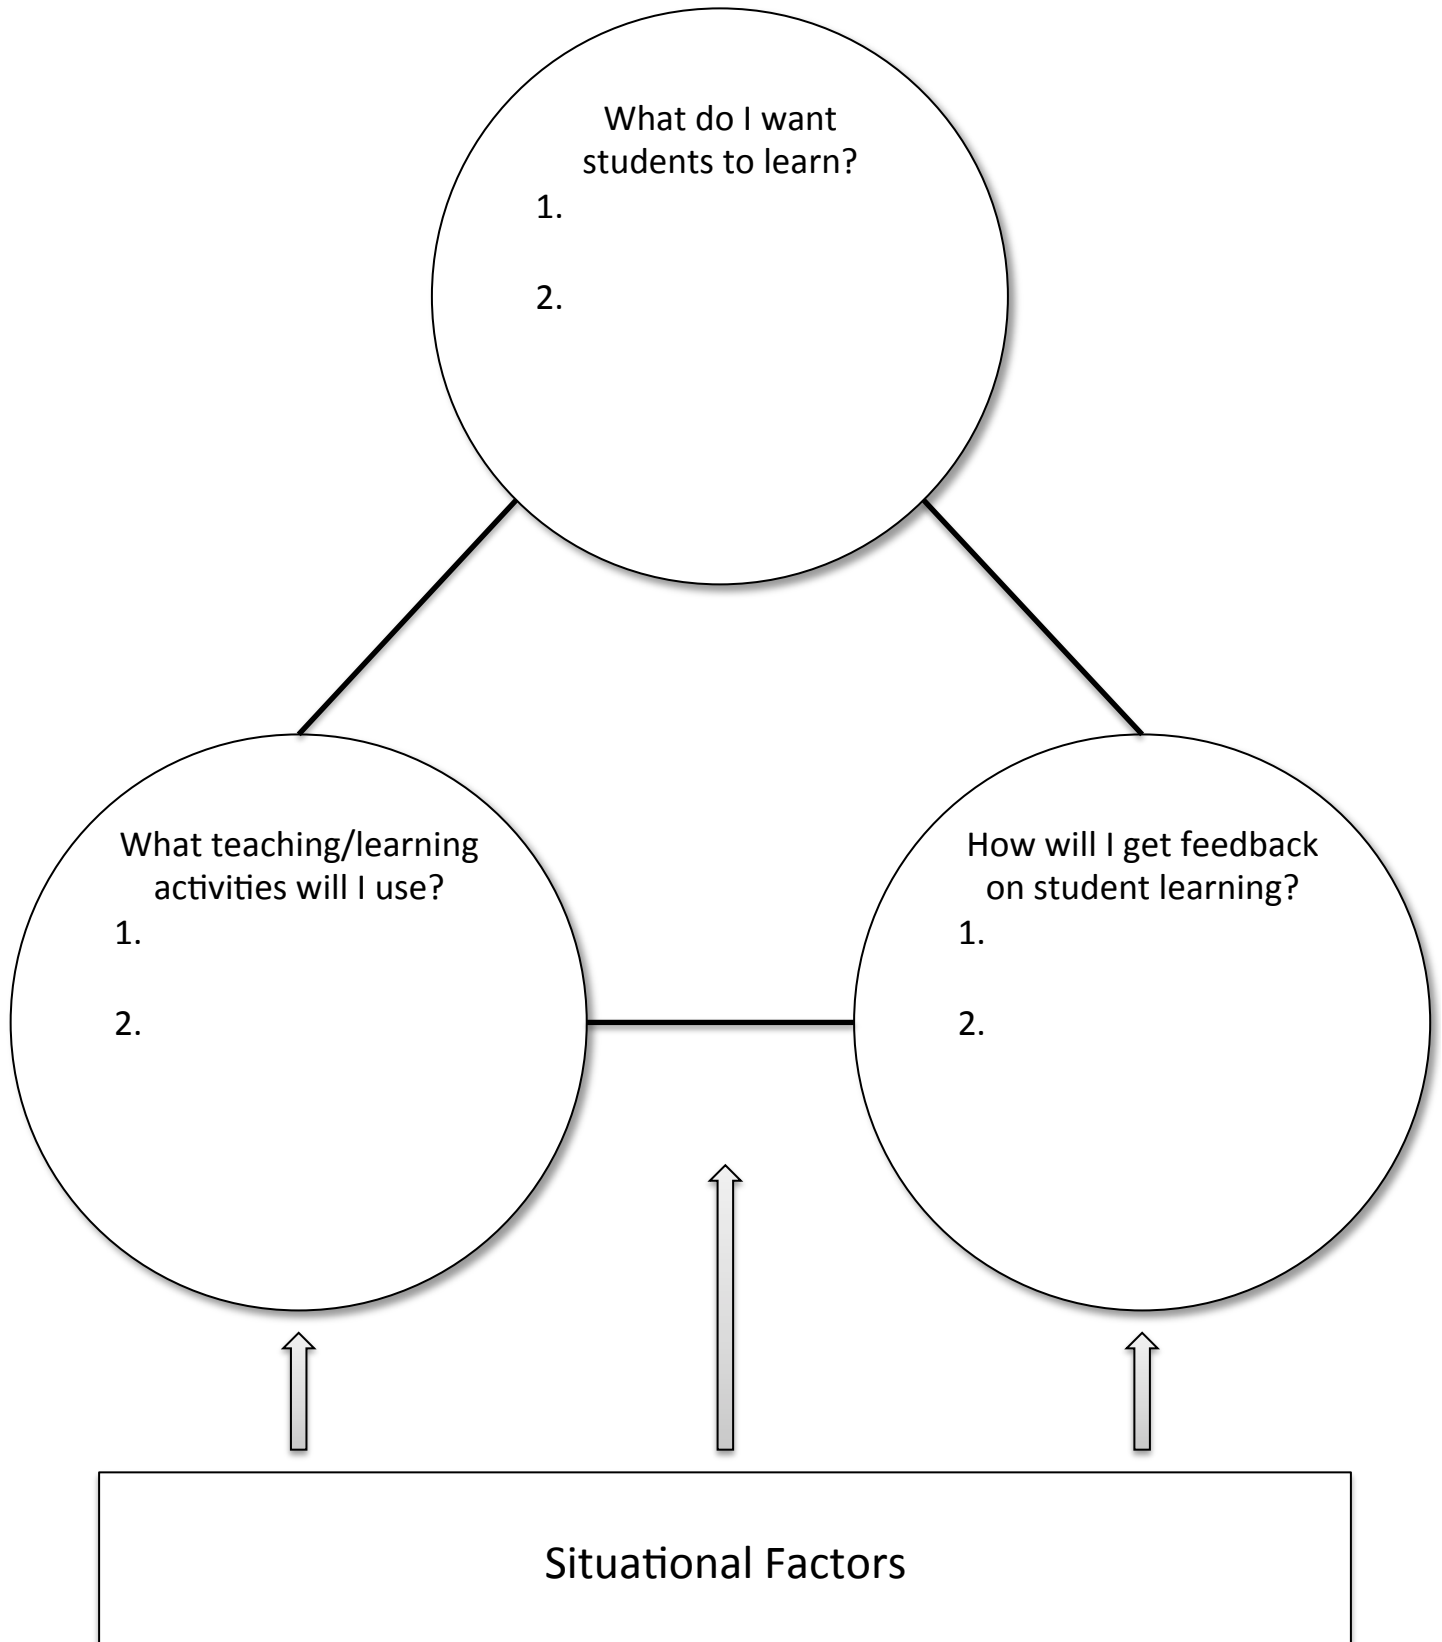 What do I want
students to learn?
1.
2.
What teaching/learning
activities will I use?
1.
2.
How will I get feedback
on student learning?
1.
2.
Situational Factors